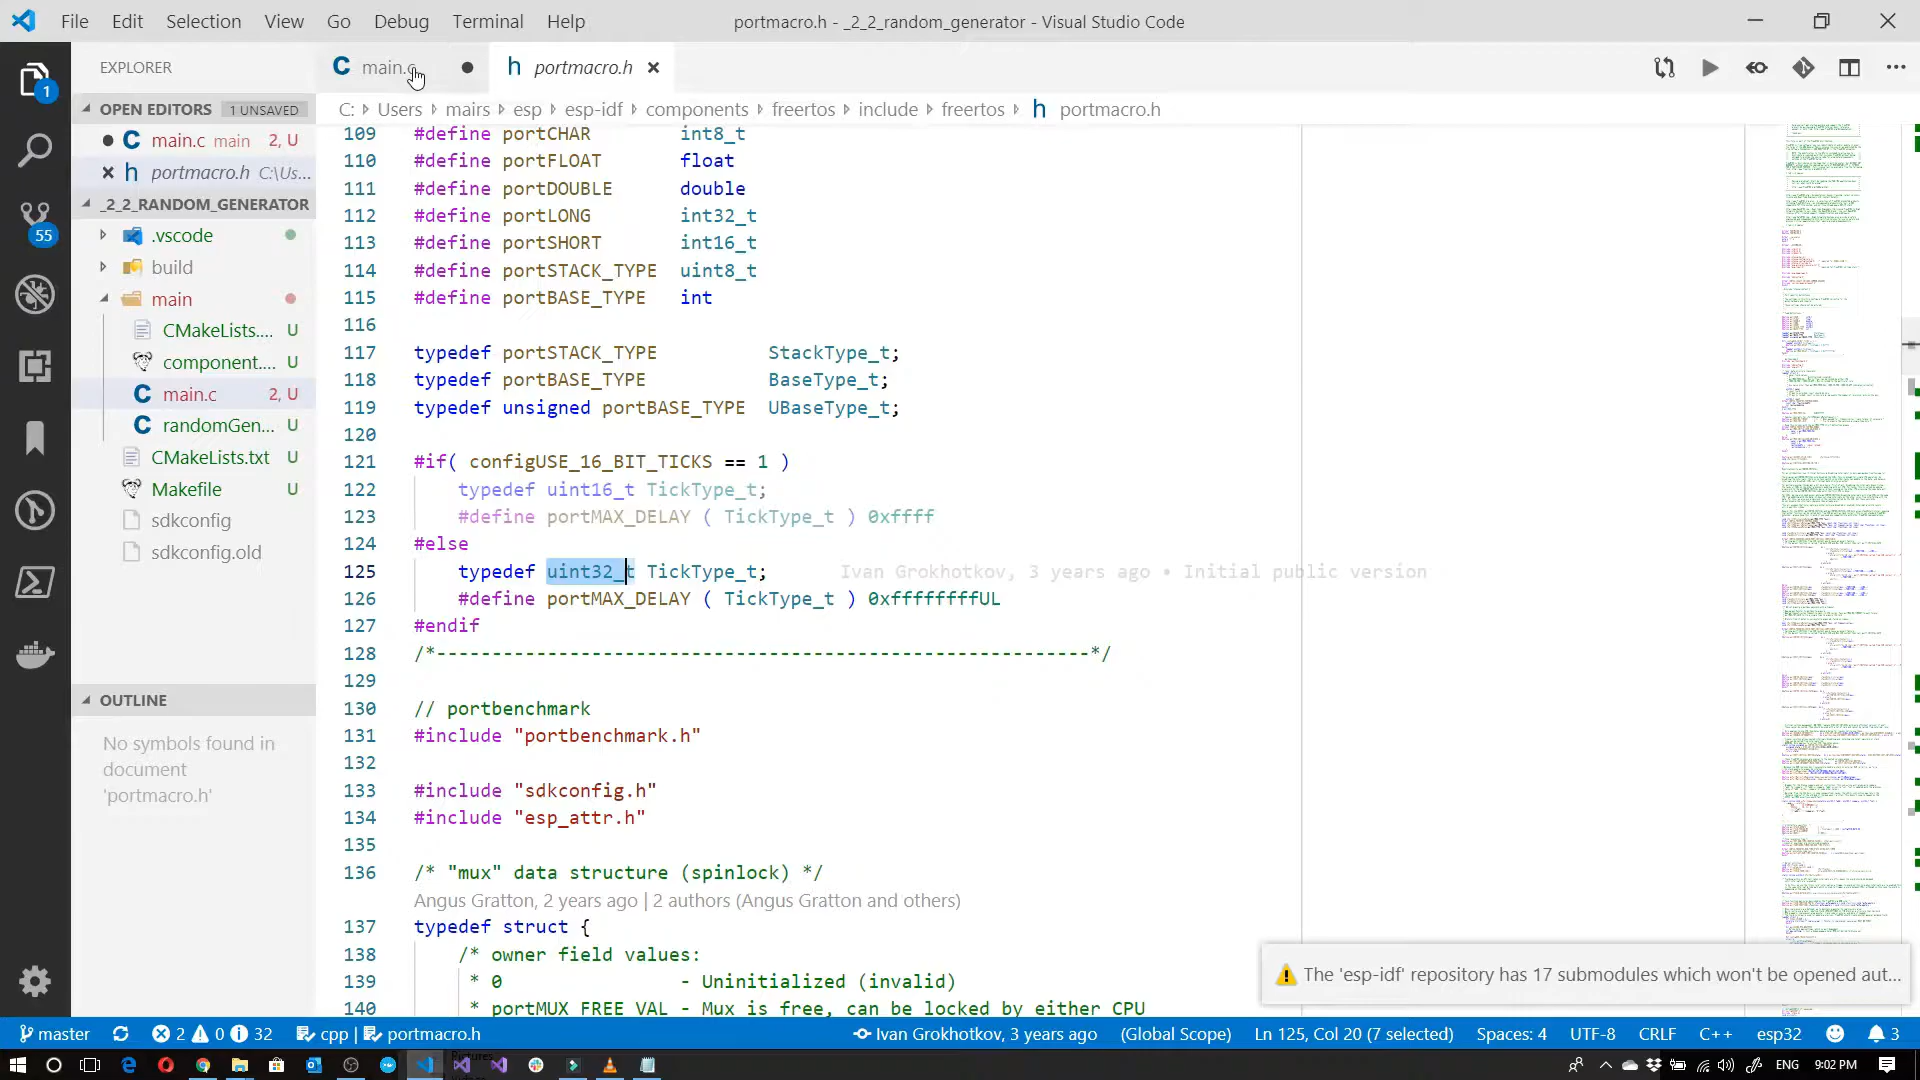 File Edit Selection View Go Debug Terminal Help
portmacro.h - _2_2_random_generator - Visual Studio Code
EXPLORER
main.c
portmacro.h
OPEN EDITORS 1 UNSAVED
main.c main 2, U
portmacro.h C:\Us...
_2_2_RANDOM_GENERATOR
.vscode
build
main
CMakeLists.... U
component.... U
main.c 2, U
randomGen... U
CMakeLists.txt U
Makefile U
sdkconfig
sdkconfig.old
1
55
OUTLINE
No symbols found in
document
'portmacro.h'
C: Users mairs esp esp-idf components freertos include freertos portmacro.h
109 #define portCHAR int8_t
110 #define portFLOAT float
111 #define portDOUBLE double
112 #define portLONG int32_t
113 #define portSHORT int16_t
114 #define portSTACK_TYPE uint8_t
115 #define portBASE_TYPE int
116
117 typedef portSTACK_TYPE StackType_t;
118 typedef portBASE_TYPE BaseType_t;
119 typedef unsigned portBASE_TYPE UBaseType_t;
120
121 #if( configUSE_16_BIT_TICKS == 1 )
122 typedef uint16_t TickType_t;
123 #define portMAX_DELAY ( TickType_t ) 0xffff
124 #else
125 typedef uint32_t TickType_t; Ivan Grokhotkov, 3 years ago • Initial public version
126 #define portMAX_DELAY ( TickType_t ) 0xffffffffUL
127 #endif
128 /*-----------------------------------------------------------*/
129
130 // portbenchmark
131 #include "portbenchmark.h"
132
133 #include "sdkconfig.h"
134 #include "esp_attr.h"
135
136 /* "mux" data structure (spinlock) */
Angus Gratton, 2 years ago | 2 authors (Angus Gratton and others)
137 typedef struct {
138 /* owner field values:
139 * 0 - Uninitialized (invalid)
140 * portMUX_FREE_VAL - Mux is free, can be locked by either CPU
The 'esp-idf' repository has 17 submodules which won't be opened aut...
master 2 0 32 cpp | portmacro.h Ivan Grokhotkov, 3 years ago (Global Scope) Ln 125, Col 20 (7 selected) Spaces: 4 UTF-8 CRLF C++ esp32 3
ENG 9:02 PM